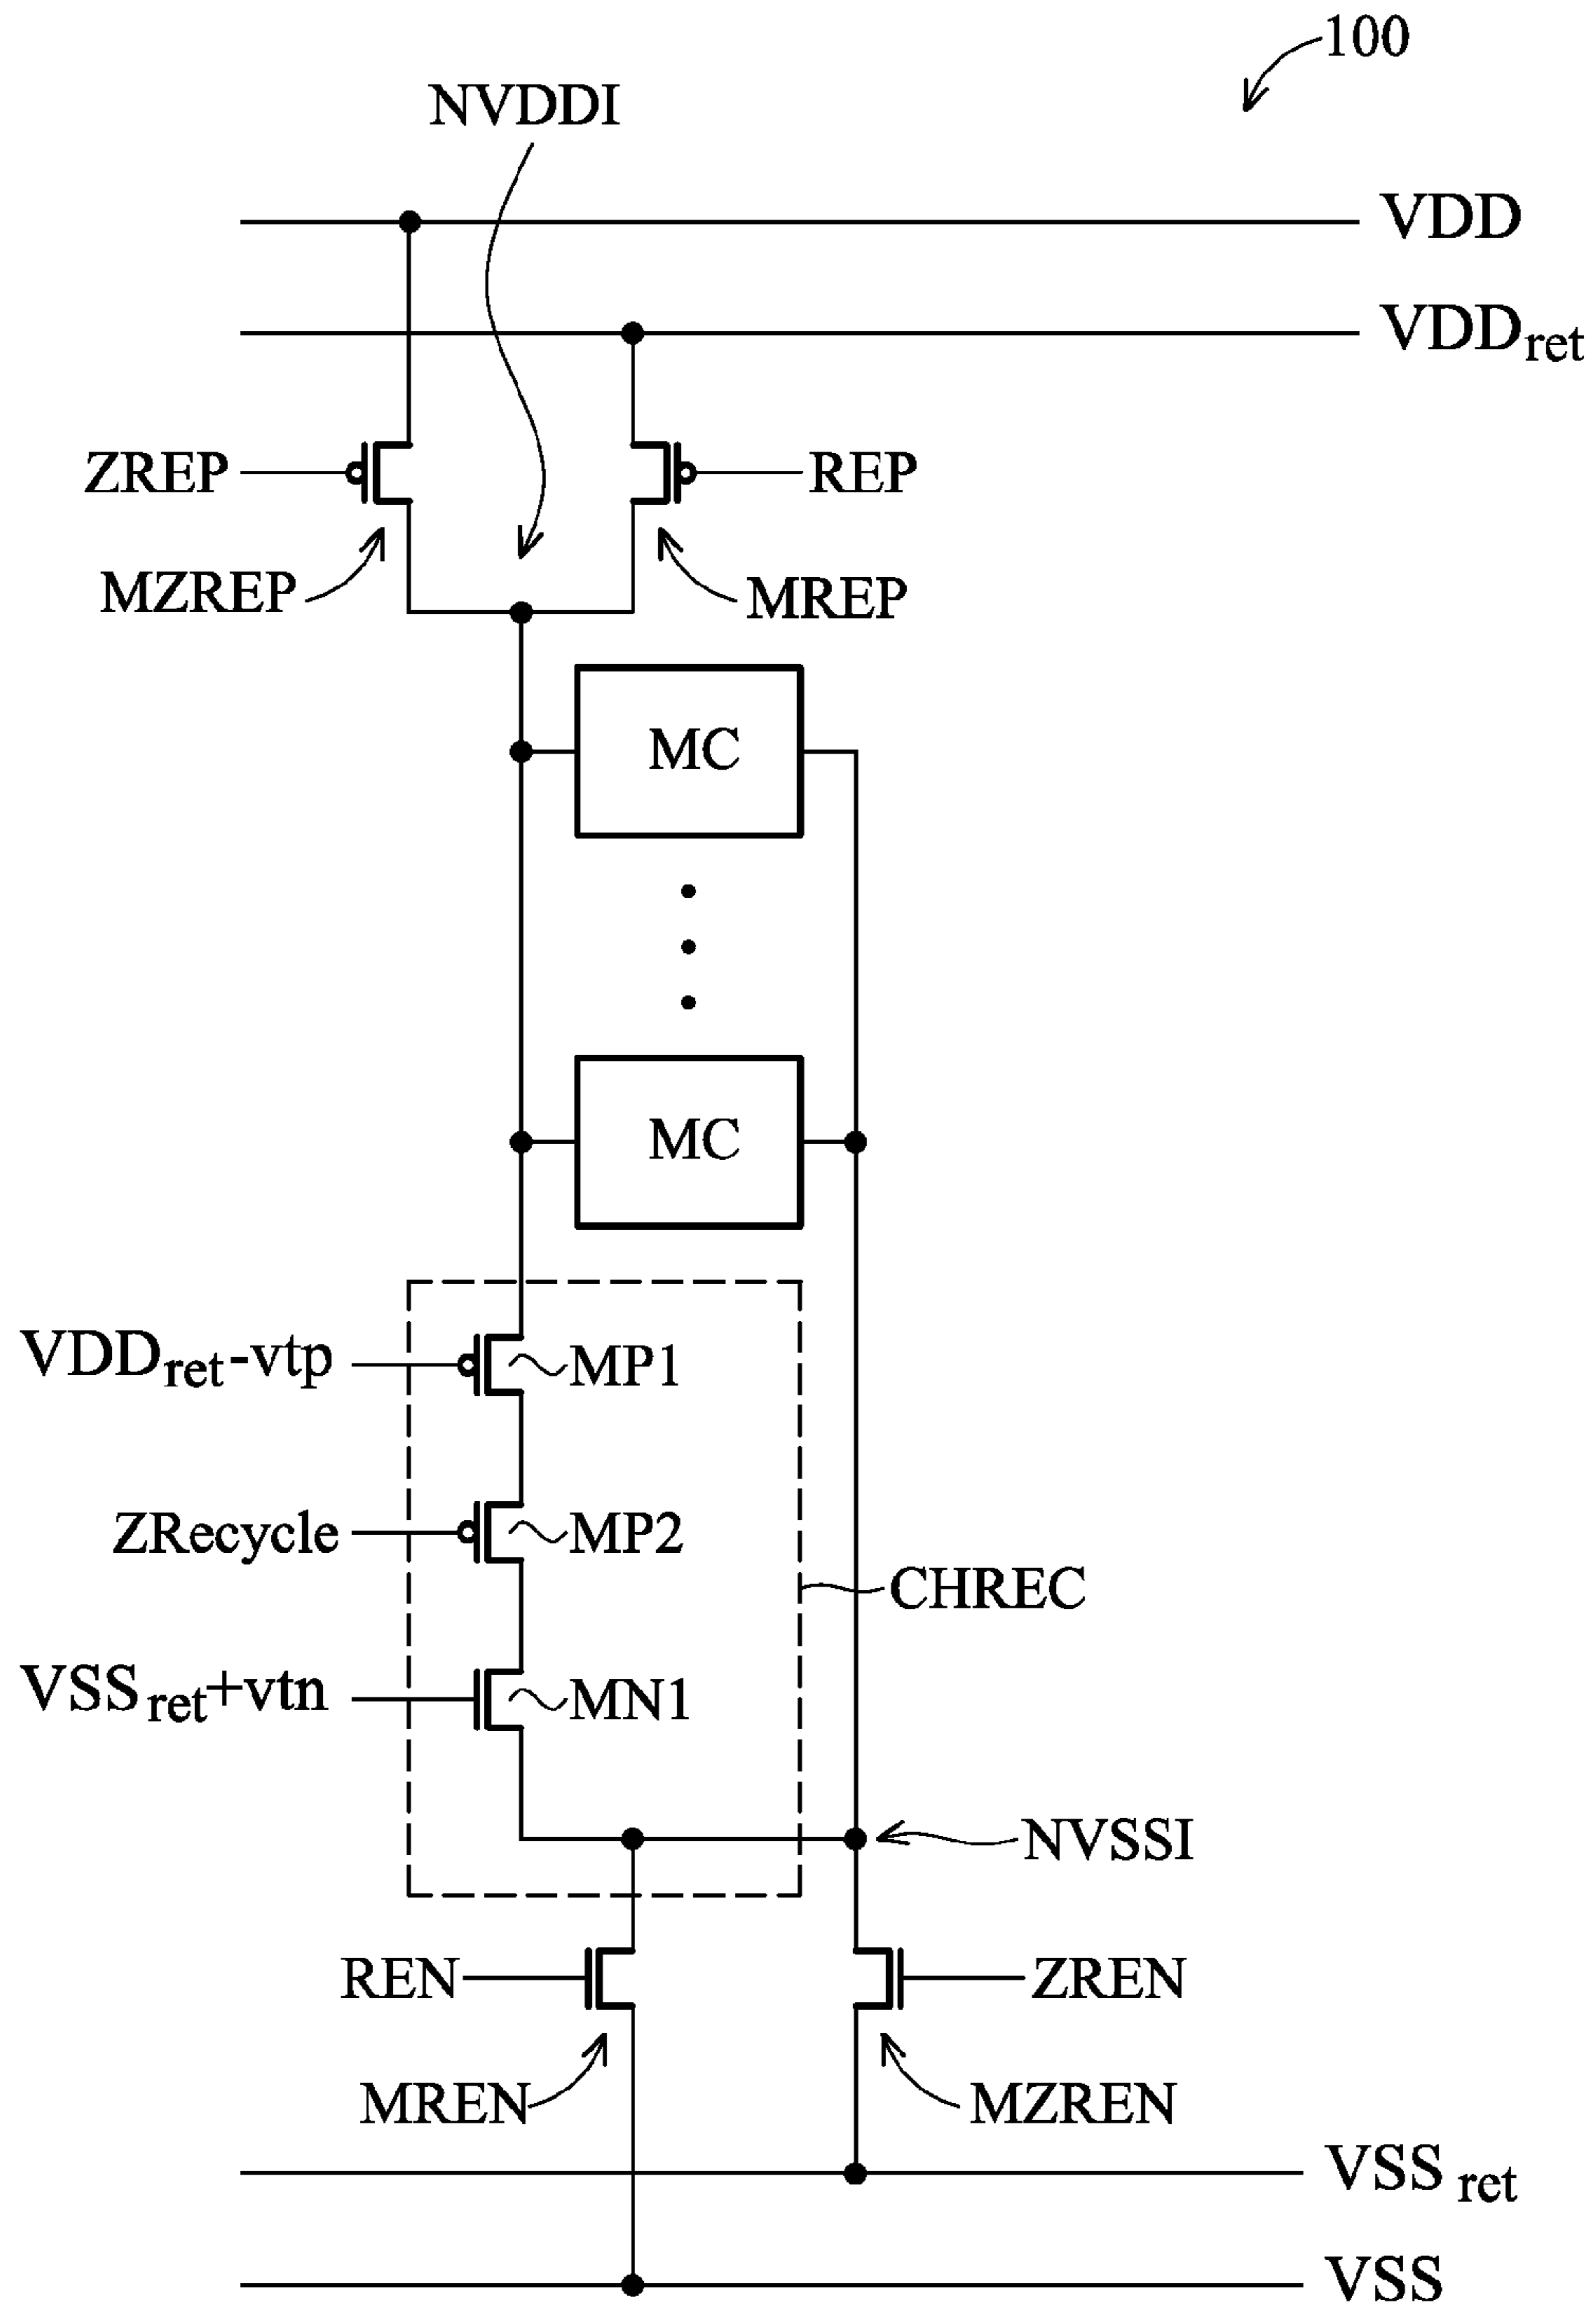 100
NVDDI
VDD
VDDret
ZREP
REP
MZREP
MREP
MC
MC
VDDret-vtp
MP1
ZRecycle
MP2
CHREC
VSSret+vtn
MN1
NVSSI
REN
ZREN
MREN
MZREN
VSS ret
VSS